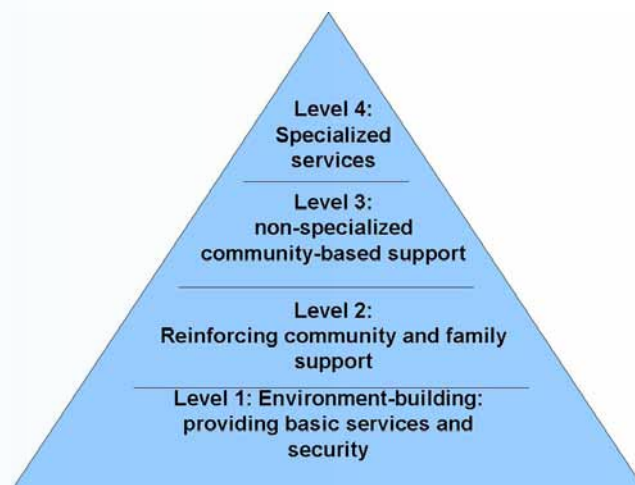 Level 4:
Specialized
services
Level 3:
non-specialized
community-based support
Level 2:
Reinforcing community and family
support
Level 1: Environment-building:
providing basic services and
security